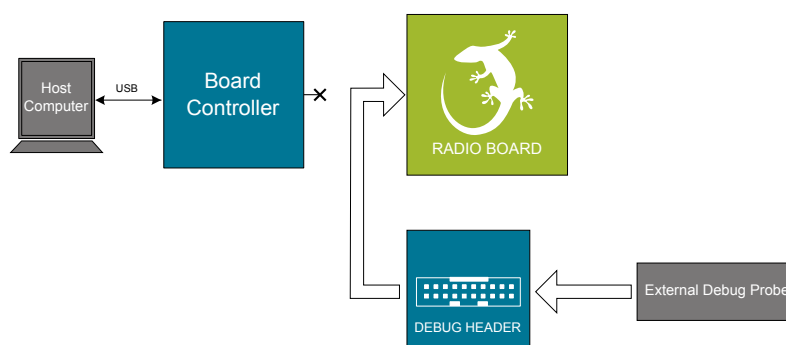 Host
Computer
USB
Board
Controller
RADIO BOARD
DEBUG HEADER
External Debug Probe